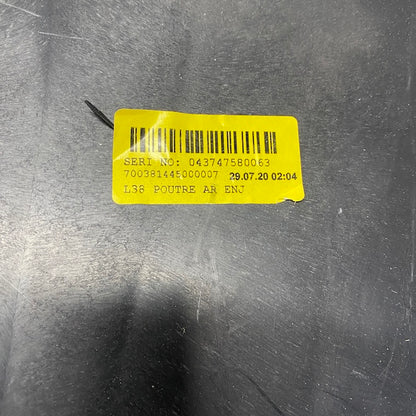 SERI NO: 043747580063
700381445000007 29.07.20 02:04
L38 POUTRE AR ENJ